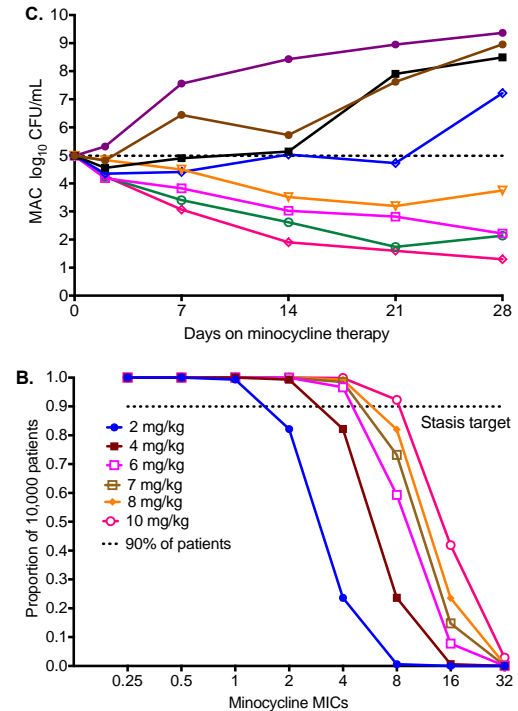 C.
10
9
8
7
6
5
4
3
2
1
0
MAC log10 CFU/mL
0 7 14 21 28
Days on minocycline therapy
B.
1.0
0.9
0.8
0.7
0.6
0.5
0.4
0.3
0.2
0.1
0.0
Proportion of 10,000 patients
Stasis target
2 mg/kg
4 mg/kg
6 mg/kg
7 mg/kg
8 mg/kg
10 mg/kg
90% of patients
0.25 0.5 1 2 4 8 16 32
Minocycline MICs